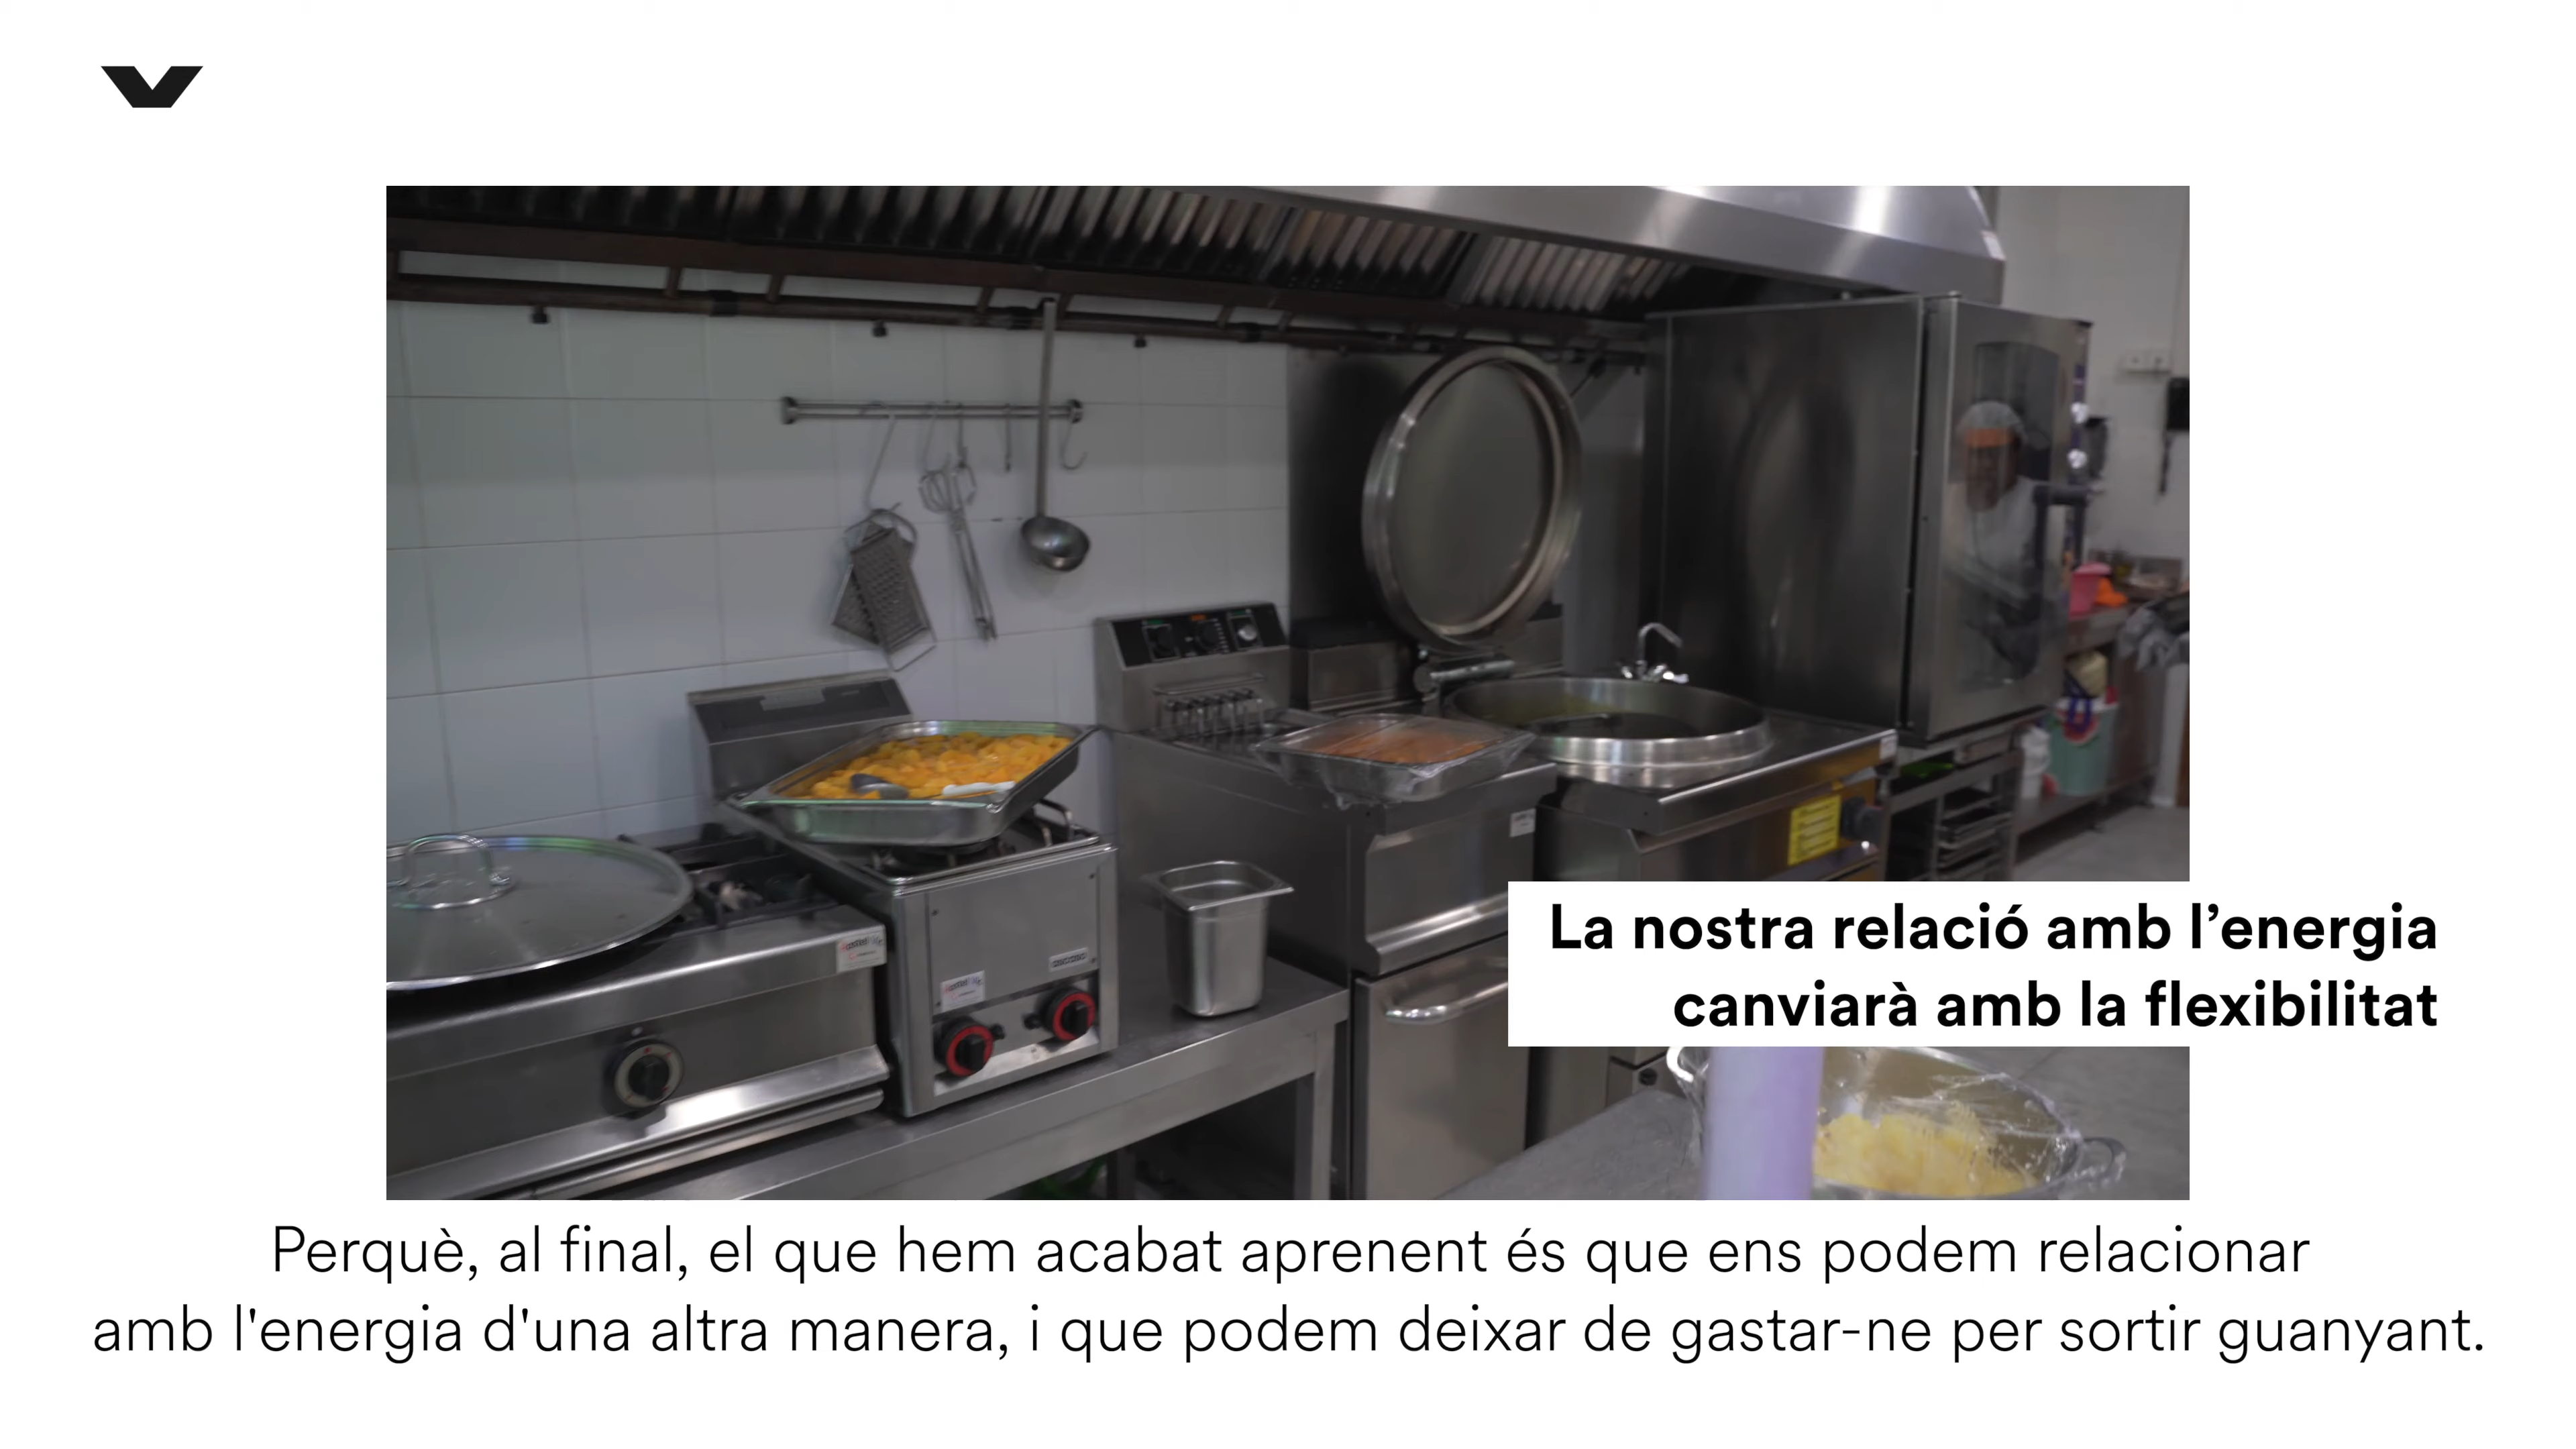 La nostra relació amb l’energia
canviarà amb la flexibilitat
Perquè, al final, el que hem acabat aprenent és que ens podem relacionar
amb l'energia d'una altra manera, i que podem deixar de gastar-ne per sortir guanyant.